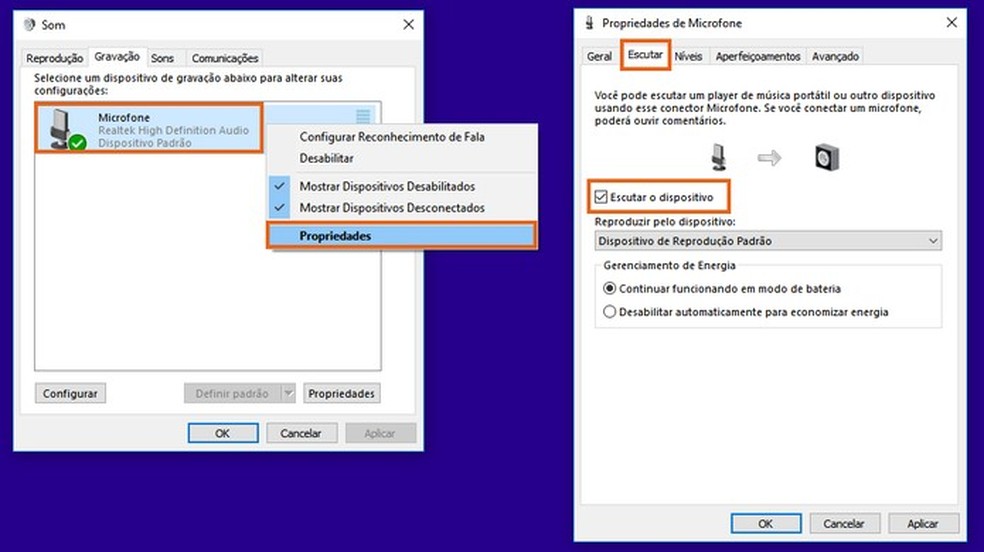 Som
Reprodução
Gravação
Sons
Comunicações
Selecione um dispositivo de gravação abaixo para alterar suas
configurações:
Microfone
Realtek High Definition Audio
Dispositivo Padrão
Configurar Reconhecimento de Fala
Desabilitar
Mostrar Dispositivos Desabilitados
Mostrar Dispositivos Desconectados
Propriedades
Configurar
Definir padrão
Propriedades
OK
Cancelar
Aplicar
Propriedades de Microfone
Geral
Escutar
Níveis
Aperfeiçoamentos
Avançado
Você pode escutar um player de música portátil ou outro dispositivo
usando esse conector Microfone. Se você conectar um microfone,
poderá ouvir comentários.
Escutar o dispositivo
Reproduzir pelo dispositivo:
Dispositivo de Reprodução Padrão
Gerenciamento de Energia
Continuar funcionando em modo de bateria
Desabilitar automaticamente para economizar energia
OK
Cancelar
Aplicar